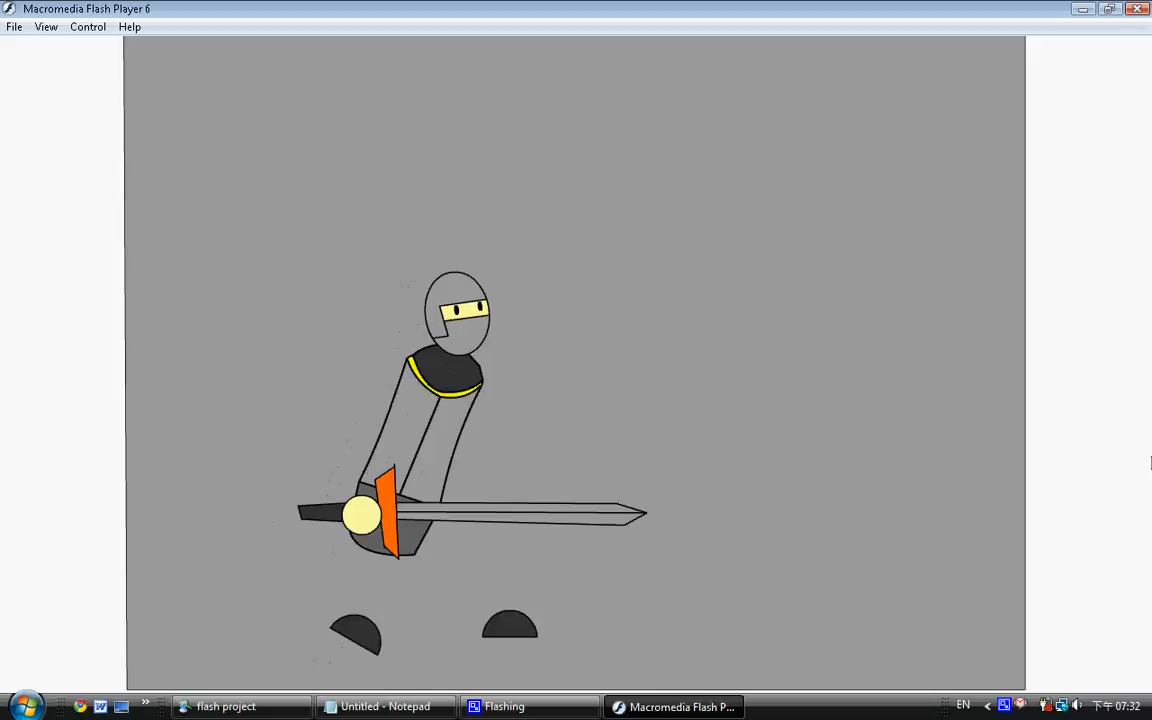 Macromedia Flash Player 6
File View Control Help
flash project
Untitled - Notepad
Flashing
Macromedia Flash P...
EN
下午 07:32